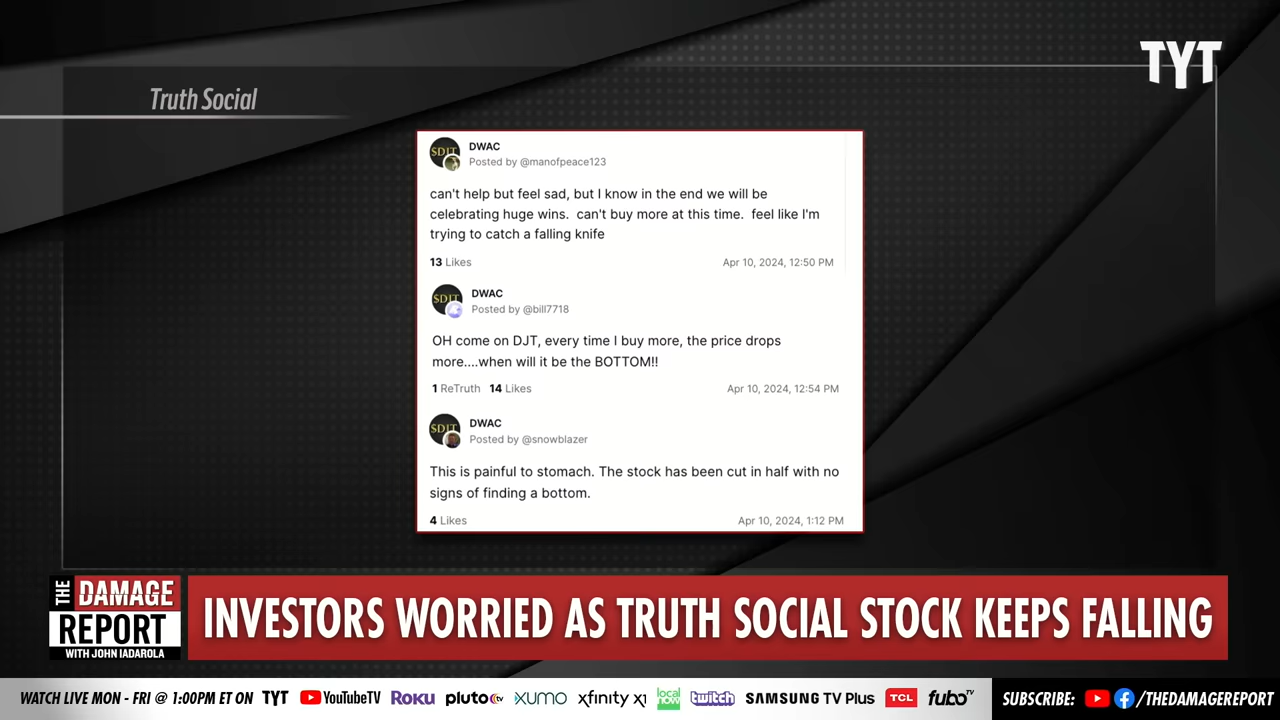 TYT
Truth Social
$DJT
DWAC
Posted by @manofpeace123
can't help but feel sad, but I know in the end we will be
celebrating huge wins. can't buy more at this time. feel like I'm
trying to catch a falling knife
13 Likes Apr 10, 2024, 12:50 PM
$DJT
DWAC
Posted by @bill7718
OH come on DJT, every time I buy more, the price drops
more....when will it be the BOTTOM!!
1 ReTruth 14 Likes Apr 10, 2024, 12:54 PM
$DJT
DWAC
Posted by @snowblazer
This is painful to stomach. The stock has been cut in half with no
signs of finding a bottom.
4 Likes Apr 10, 2024, 1:12 PM
THE DAMAGE
REPORT
WITH JOHN IADAROLA
INVESTORS WORRIED AS TRUTH SOCIAL STOCK KEEPS FALLING
WATCH LIVE MON - FRI @ 1:00PM ET ON TYT YouTubeTV ROKU pluto tv XUMO xfinity x1 local now twitch SAMSUNG TV Plus TCL fubo TV SUBSCRIBE: /THEDAMAGEREPORT